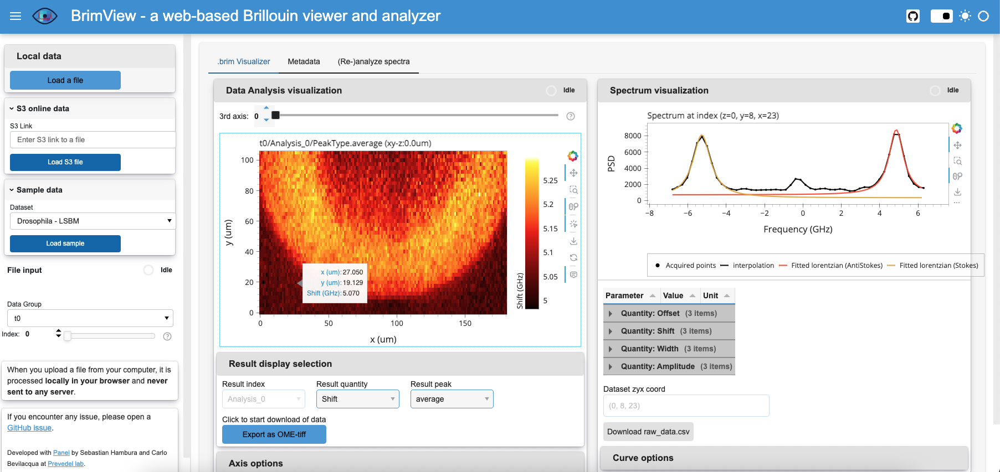 BrimView - a web-based Brillouin viewer and analyzer
Local data
Load a file
S3 online data
S3 Link
Enter S3 link to a file
Load S3 file
Sample data
Dataset
Drosophila - LSBM
Load sample
File input
Idle
Data Group
t0
Index: 0
?
When you upload a file from your computer, it is
processed locally in your browser and never
sent to any server.
If you encounter any issue, please open a
GitHub issue.
Developed with Panel by Sebastian Hambura and Carlo
Bevilacqua at Prevedel lab.
.brim Visualizer
Metadata
(Re-)analyze spectra
Data Analysis visualization
Idle
3rd axis: 0
?
t0/Analysis_0/PeakType.average (xy-z:0.0um)
100
80
60
40
20
0
y (um)
0
50
100
150
x (um)
x (um): 27.050
y (um): 19.129
Shift (GHz): 5.070
5.25
5.2
5.15
5.1
5.05
5
Shift (GHz)
Result display selection
Result index
Result quantity
Result peak
Analysis_0
Shift
average
Click to start download of data
Export as OME-tiff
Axis options
Spectrum visualization
Idle
Spectrum at index (z=0, y=8, x=23)
8000
6000
4000
2000
0
PSD
−8
−6
−4
−2
0
2
4
6
Frequency (GHz)
Acquired points
interpolation
Fitted lorentzian (AntiStokes)
Fitted lorentzian (Stokes)
Parameter
Value
Unit
Quantity: Offset (3 items)
Quantity: Shift (3 items)
Quantity: Width (3 items)
Quantity: Amplitude (3 items)
Dataset zyx coord
(0, 8, 23)
Download raw_data.csv
Curve options